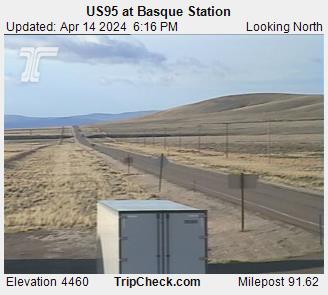 US95 at Basque Station
Updated: Apr 14 2024 6:16 PM Looking North
Elevation 4460 TripCheck.com Milepost 91.62